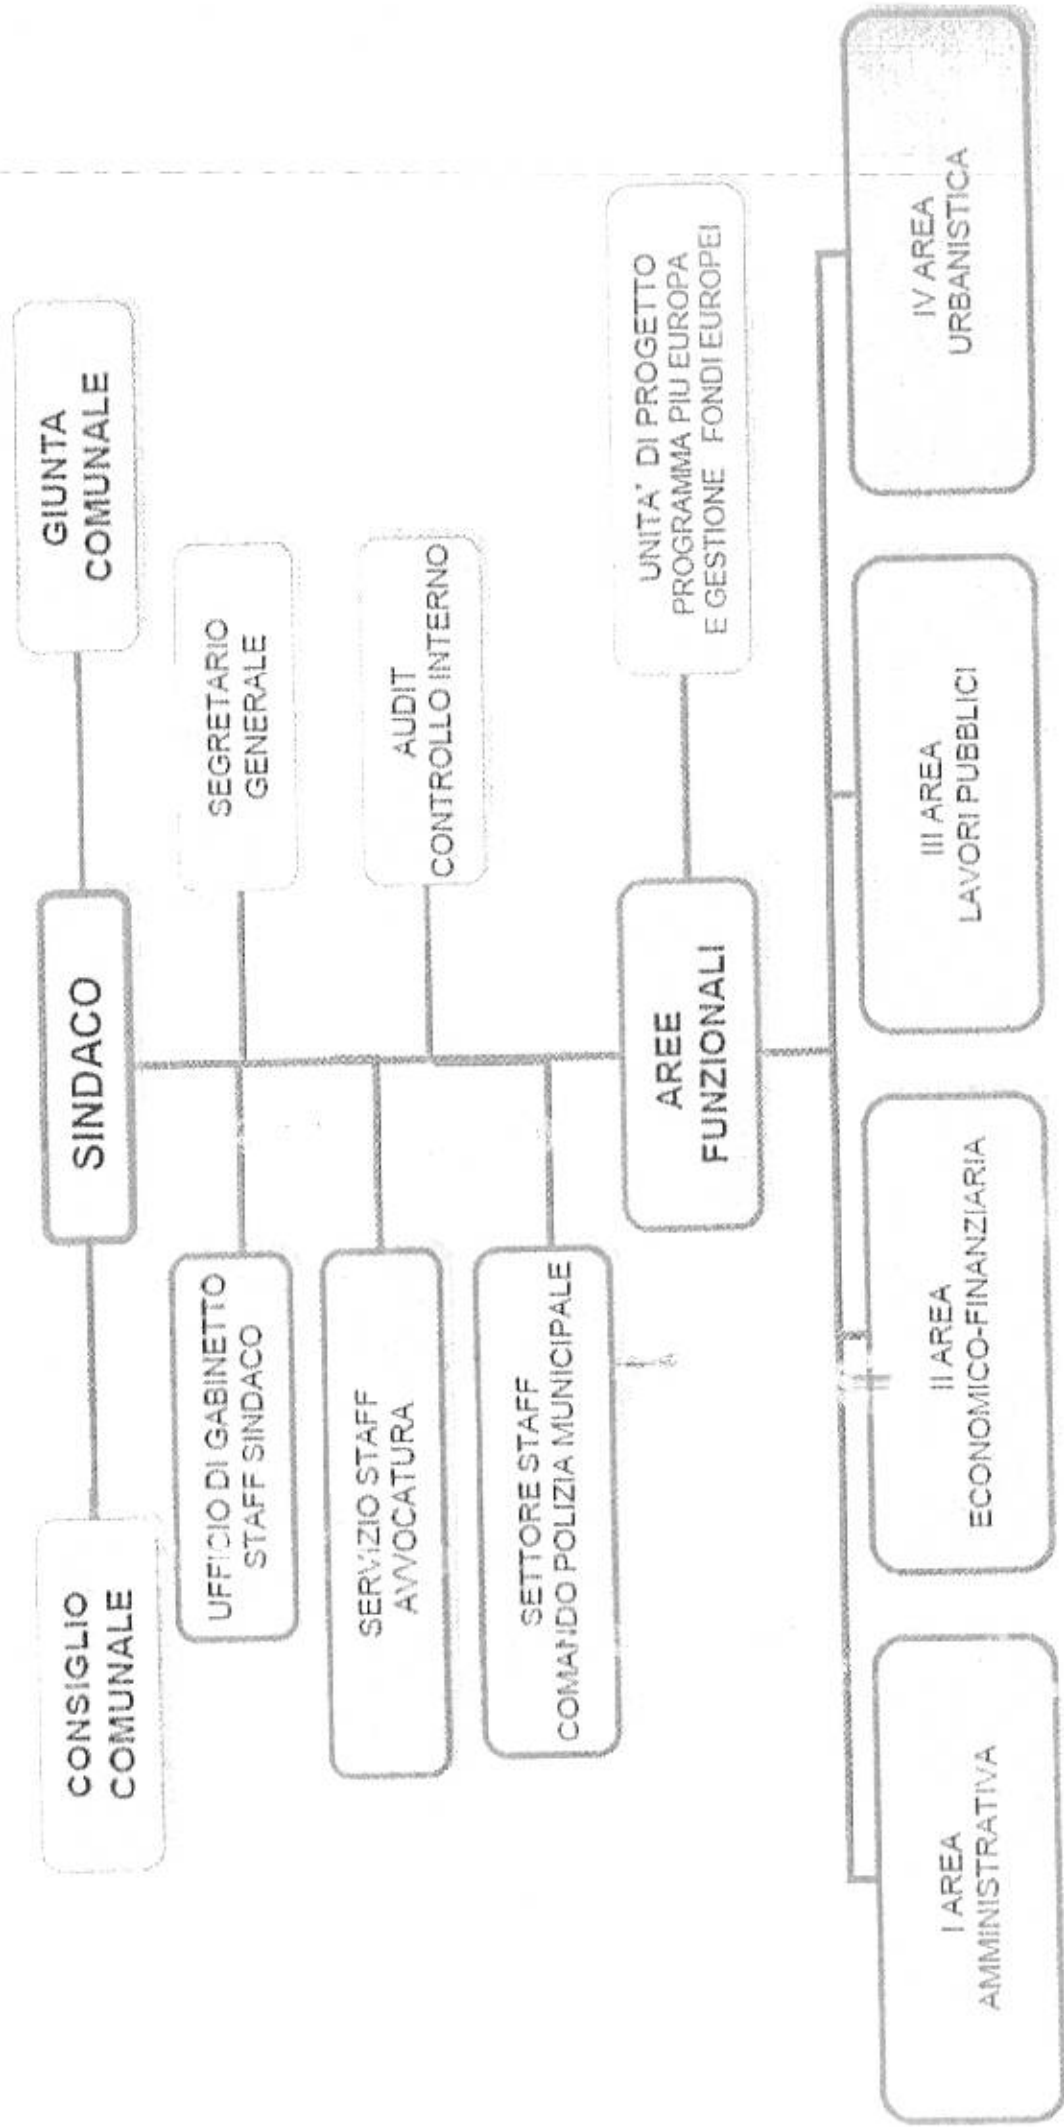 CONSIGLIO
COMUNALE
SINDACO
GIUNTA
COMUNALE
UFFICIO DI GABINETTO
STAFF SINDACO
SEGRETARIO
GENERALE
SERVIZIO STAFF
AVVOCATURA
AUDIT
CONTROLLO INTERNO
SETTORE STAFF
COMANDO POLIZIA MUNICIPALE
AREE
FUNZIONALI
UNITA' DI PROGETTO
PROGRAMMA PIU EUROPA
E GESTIONE FONDI EUROPEI
I AREA
AMMINISTRATIVA
II AREA
ECONOMICO-FINANZIARIA
III AREA
LAVORI PUBBLICI
IV AREA
URBANISTICA